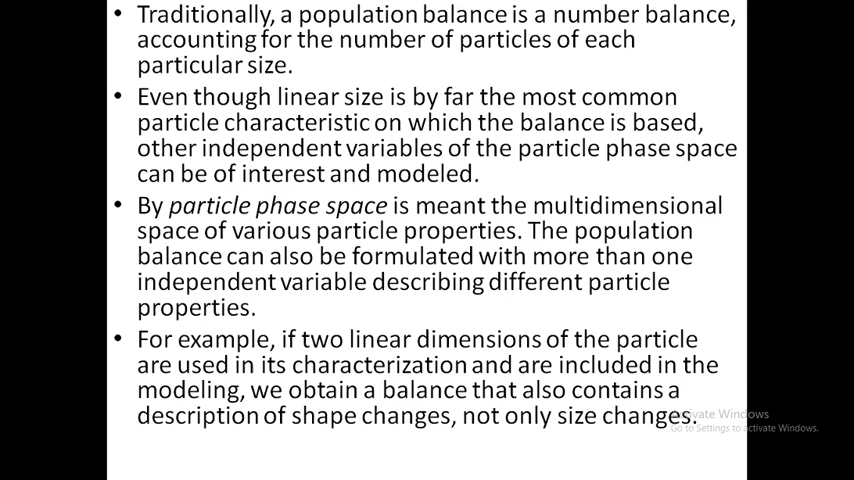 • Traditionally, a population balance is a number balance,
accounting for the number of particles of each
particular size.
• Even though linear size is by far the most common
particle characteristic on which the balance is based,
other independent variables of the particle phase space
can be of interest and modeled.
• By particle phase space is meant the multidimensional
space of various particle properties. The population
balance can also be formulated with more than one
independent variable describing different particle
properties.
• For example, if two linear dimensions of the particle
are used in its characterization and are included in the
modeling, we obtain a balance that also contains a
description of shape changes, not only size changes.
Activate Windows
Go to Settings to activate Windows.